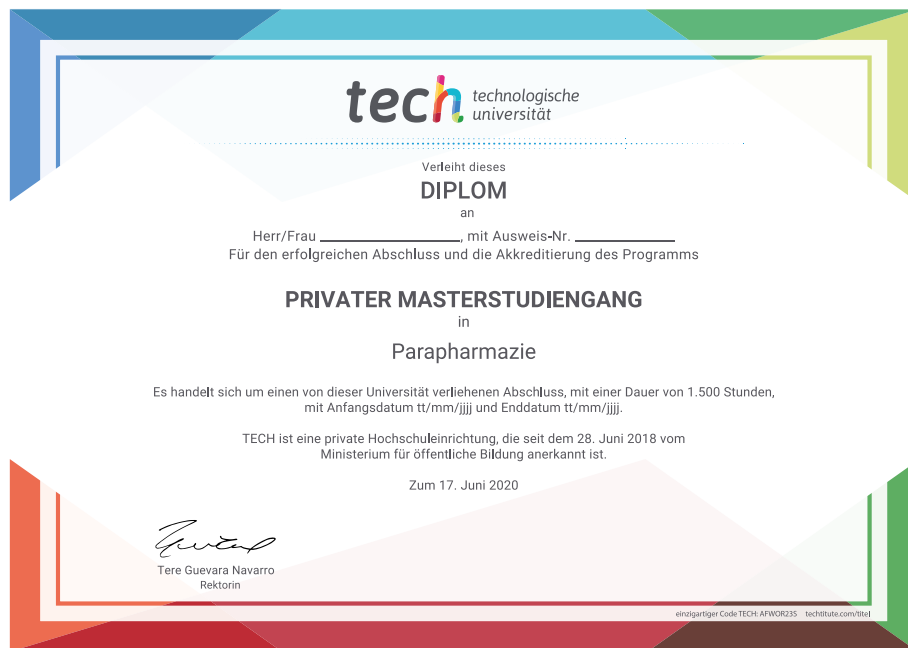 tech technologische
universität
Verleiht dieses
DIPLOM
an
Herr/Frau ____________________, mit Ausweis-Nr. ______________
Für den erfolgreichen Abschluss und die Akkreditierung des Programms
PRIVATER MASTERSTUDIENGANG
in
Parapharmazie
Es handelt sich um einen von dieser Universität verliehenen Abschluss, mit einer Dauer von 1.500 Stunden,
mit Anfangsdatum tt/mm/jjjj und Enddatum tt/mm/jjjj.
TECH ist eine private Hochschuleinrichtung, die seit dem 28. Juni 2018 vom
Ministerium für öffentliche Bildung anerkannt ist.
Zum 17. Juni 2020
Tere Guevara Navarro
Rektorin
einzigartiger Code TECH: AFWOR23S techtitute.com/titel